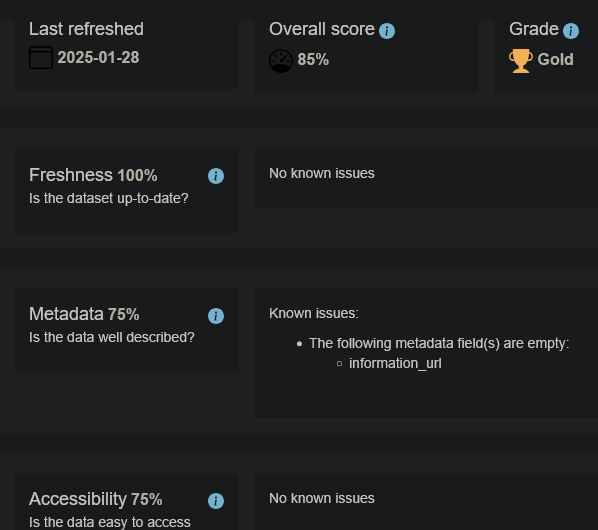 Last refreshed
2025-01-28
Overall score
85%
Grade
Gold
Freshness 100%
Is the dataset up-to-date?
No known issues
Metadata 75%
Is the data well described?
Known issues:
The following metadata field(s) are empty:
information_url
Accessibility 75%
Is the data easy to access
No known issues